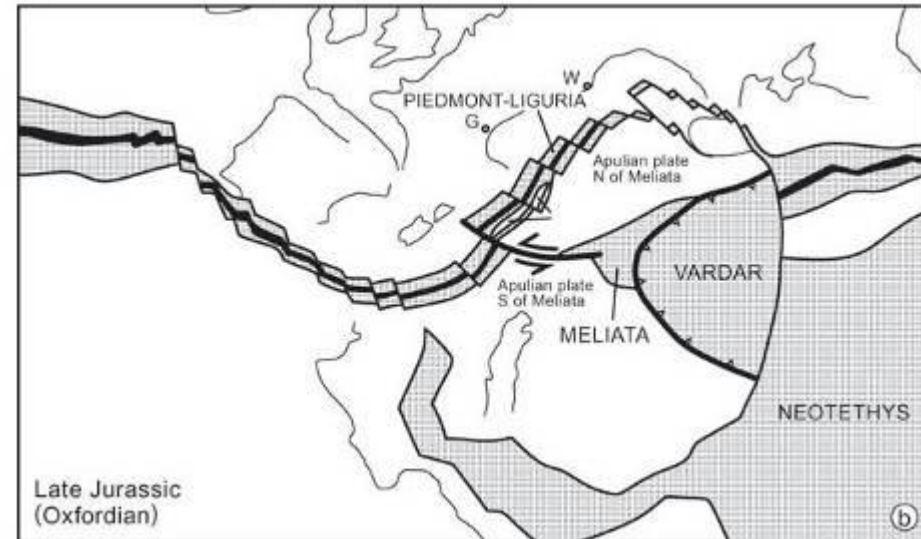 W
PIEDMONT-LIGURIA
G
Apulian plate
N of Meliata
VARDAR
Apulian plate
S of Meliata
MELIATA
NEOTETHYS
Late Jurassic
(Oxfordian)
b